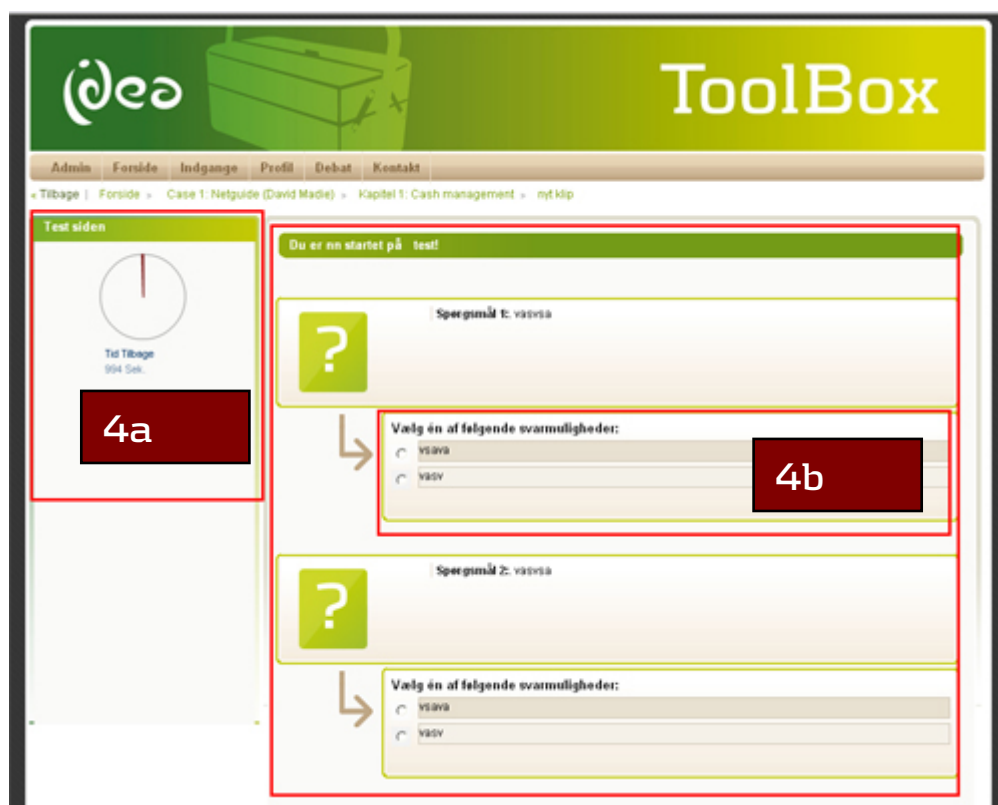 idea
ToolBox
Admin Forside Indgange Profil Debat Kontakt
« Tilbage | Forside » Case 1: Netguide (David Madie) » Kapitel 1: Cash management » nyt klip
Test siden
Tid Tilbage
994 Sek.
4a
Du er nn startet på test!
?
Spørgsmål 1:. vasvsa
Vælg én af følgende svarmuligheder:
vsava
vasv
4b
?
Spørgsmål 2:. vasvsa
Vælg én af følgende svarmuligheder:
vsava
vasv